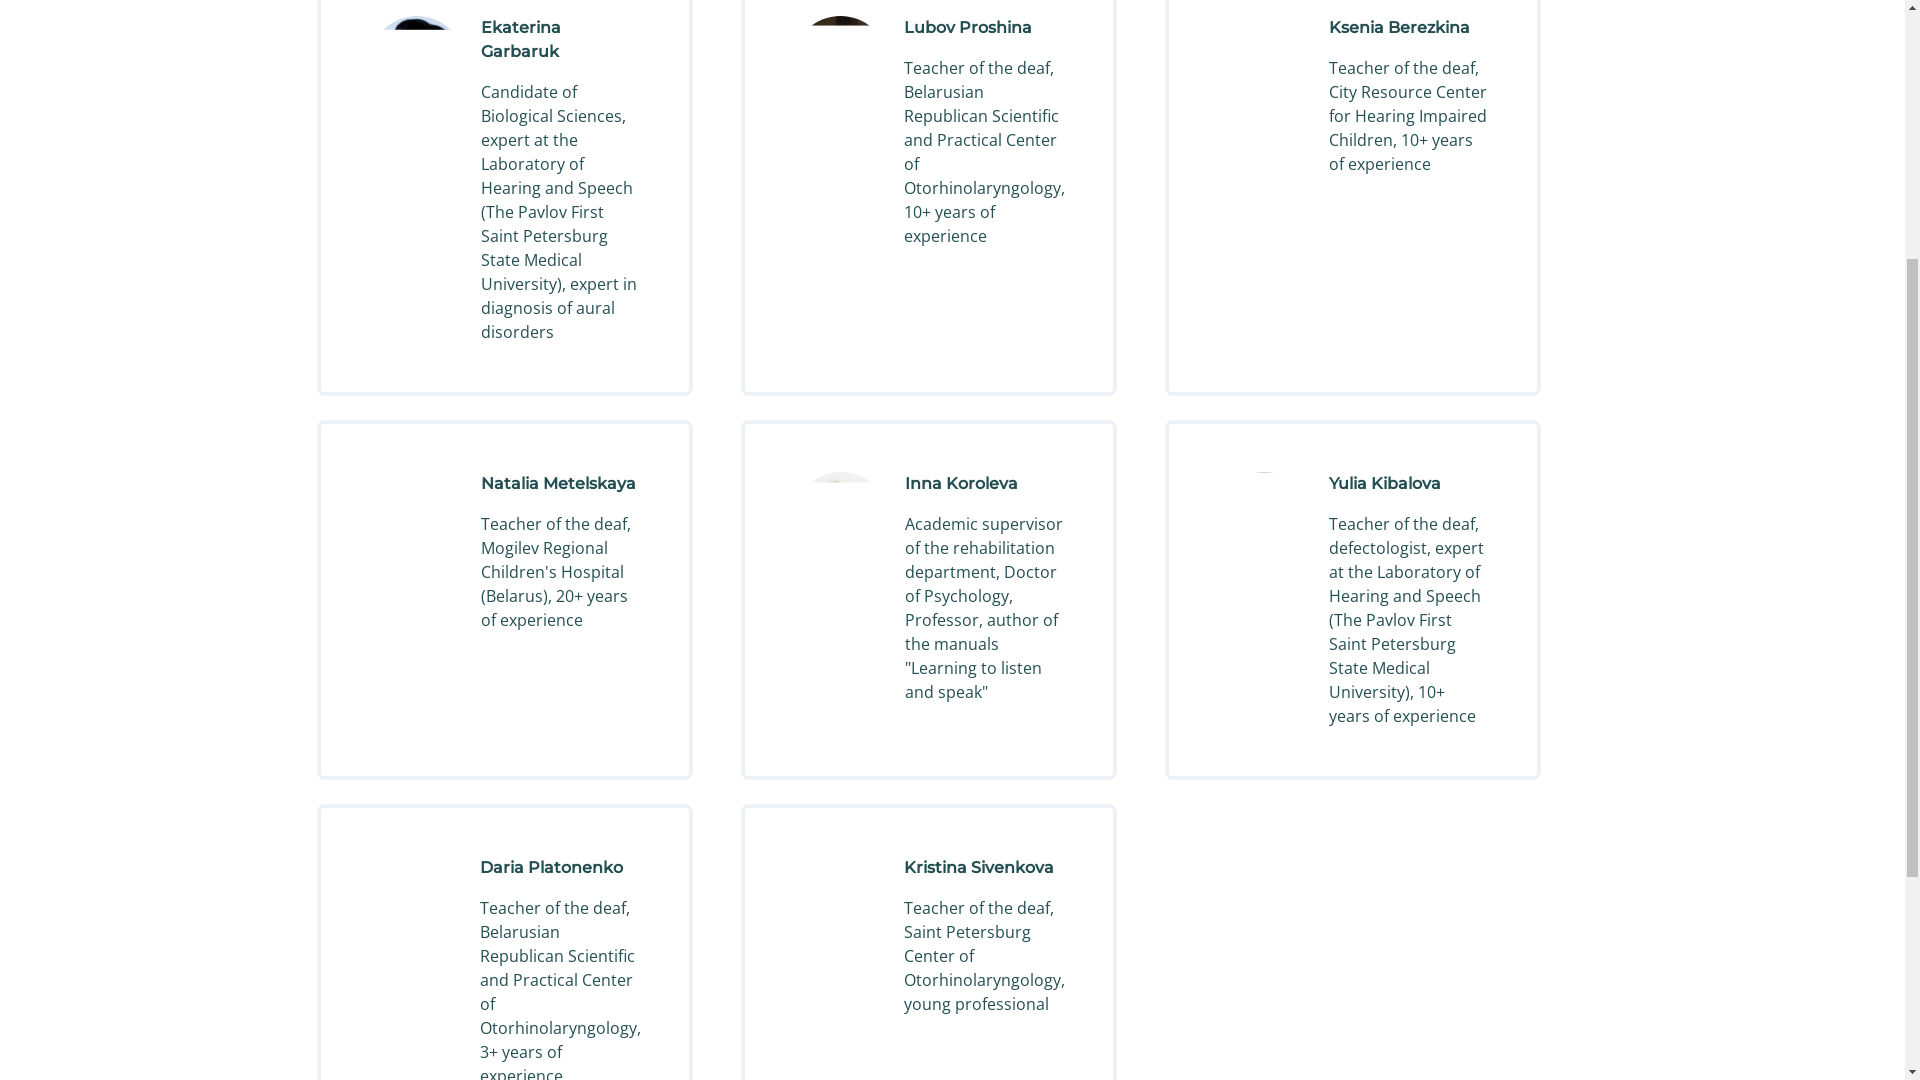 Ekaterina
Garbaruk
Candidate of
Biological Sciences,
expert at the
Laboratory of
Hearing and Speech
(The Pavlov First
Saint Petersburg
State Medical
University), expert in
diagnosis of aural
disorders
Lubov Proshina
Teacher of the deaf,
Belarusian
Republican Scientific
and Practical Center
of
Otorhinolaryngology,
10+ years of
experience
Ksenia Berezkina
Teacher of the deaf,
City Resource Center
for Hearing Impaired
Children, 10+ years
of experience
Natalia Metelskaya
Teacher of the deaf,
Mogilev Regional
Children's Hospital
(Belarus), 20+ years
of experience
Inna Koroleva
Academic supervisor
of the rehabilitation
department, Doctor
of Psychology,
Professor, author of
the manuals
"Learning to listen
and speak"
Yulia Kibalova
Teacher of the deaf,
defectologist, expert
at the Laboratory of
Hearing and Speech
(The Pavlov First
Saint Petersburg
State Medical
University), 10+
years of experience
Daria Platonenko
Teacher of the deaf,
Belarusian
Republican Scientific
and Practical Center
of
Otorhinolaryngology,
3+ years of
experience
Kristina Sivenkova
Teacher of the deaf,
Saint Petersburg
Center of
Otorhinolaryngology,
young professional